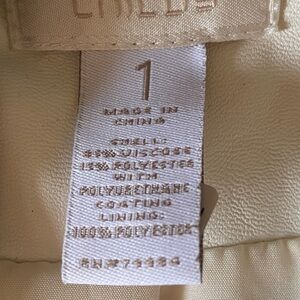 1
MADE IN
CHINA
SHELL:
85% VISCOSE
15% POLYESTER
WITH
POLYURETHANE
COATING
LINING:
100% POLYESTER